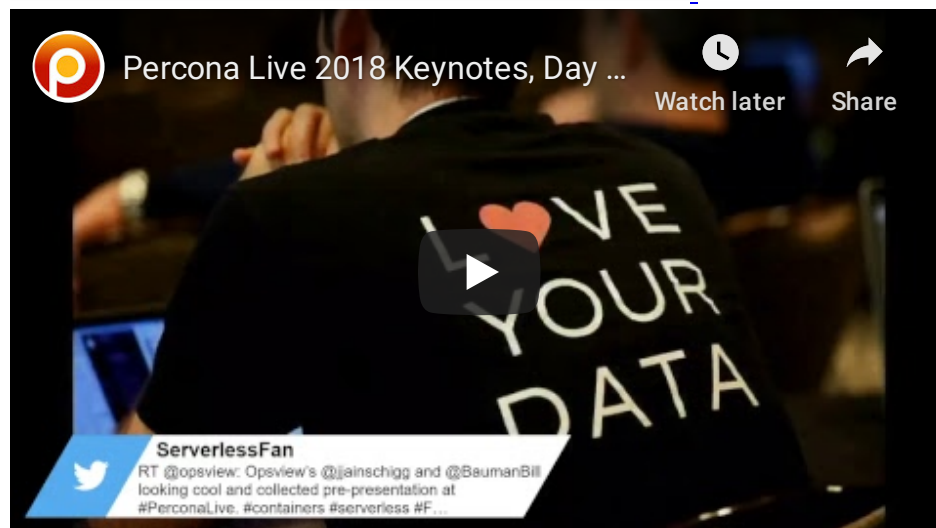 Percona Live 2018 Keynotes, Day ...
Watch later
Share
L❤VE
YOUR
DATA
ServerlessFan
RT @opsview: Opsview's @jjainschigg and @BaumanBill
looking cool and collected pre-presentation at
#PerconaLive. #containers #serverless #F...